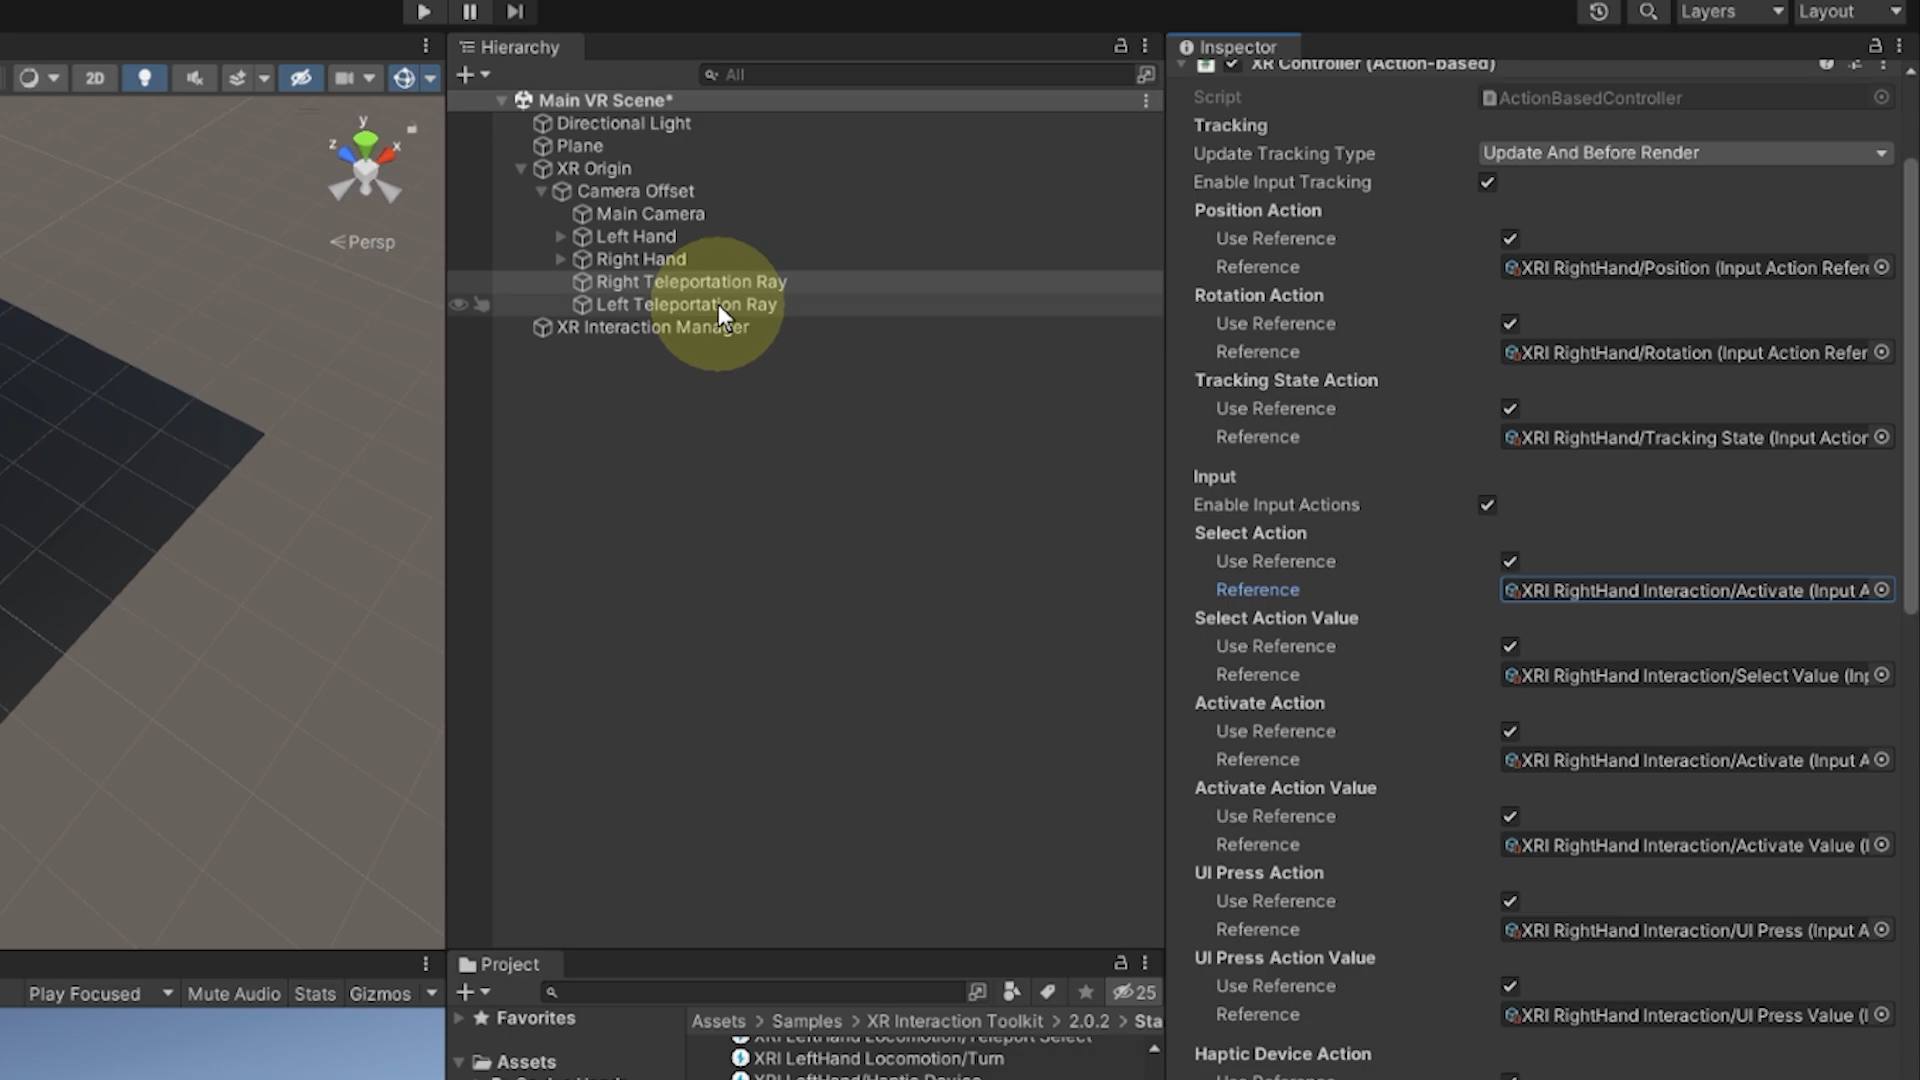 Layers
Layout
Hierarchy
Inspector
2D
All
XR Controller (Action-based)
Main VR Scene*
Script
ActionBasedController
Directional Light
Tracking
Plane
Update Tracking Type
Update And Before Render
XR Origin
Enable Input Tracking
Camera Offset
Position Action
Main Camera
Use Reference
Left Hand
Reference
XRI RightHand/Position (Input Action Refere
Right Hand
Rotation Action
Right Teleportation Ray
Use Reference
Left Teleportation Ray
Reference
XRI RightHand/Rotation (Input Action Refer
XR Interaction Manager
Tracking State Action
y
z
x
Persp
Use Reference
Reference
XRI RightHand/Tracking State (Input Action
Input
Enable Input Actions
Select Action
Use Reference
Reference
XRI RightHand Interaction/Activate (Input A
Select Action Value
Use Reference
Reference
XRI RightHand Interaction/Select Value (Inp
Activate Action
Use Reference
Reference
XRI RightHand Interaction/Activate (Input A
Activate Action Value
Use Reference
Reference
XRI RightHand Interaction/Activate Value (I
UI Press Action
Use Reference
Reference
XRI RightHand Interaction/UI Press (Input A
UI Press Action Value
Use Reference
Reference
XRI RightHand Interaction/UI Press Value (I
Haptic Device Action
Project
Play Focused
Mute Audio
Stats
Gizmos
25
Favorites
Assets > Samples > XR Interaction Toolkit > 2.0.2 > Sta
XRI LeftHand Locomotion/Teleport Select
Assets
XRI LeftHand Locomotion/Turn
XRI LeftHand/Haptic Device